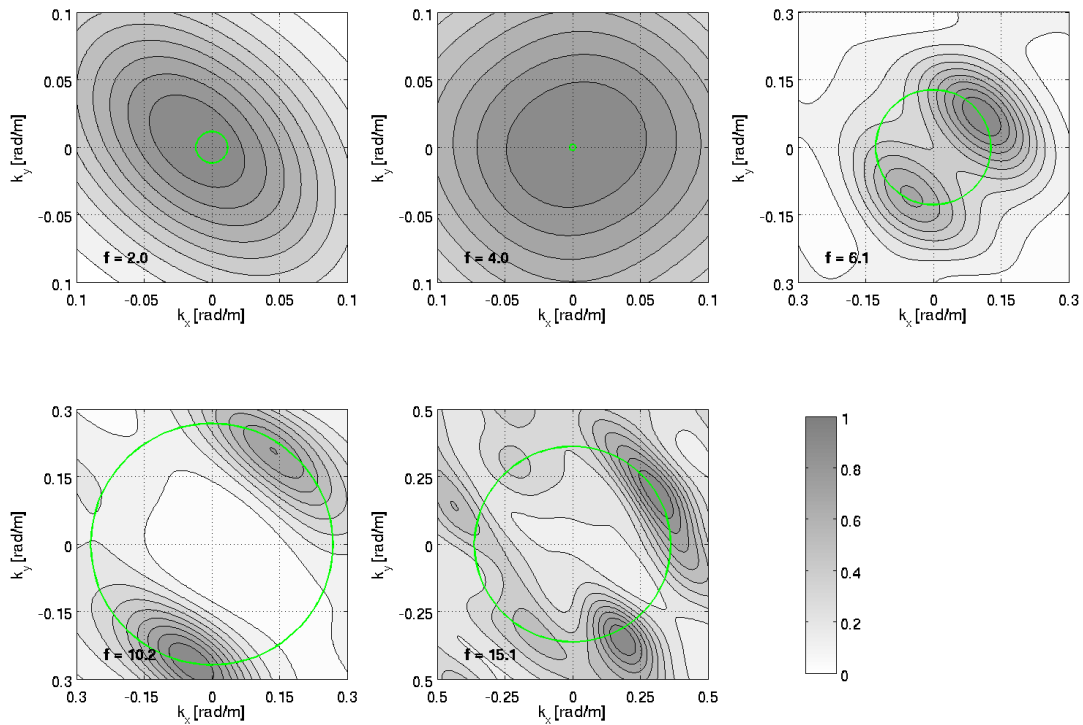 0.1
0.05
0
-0.05
0.1
k_y [rad/m]
f = 2.0
0.1 -0.05 0 0.05 0.1
k_x [rad/m]
0.1
0.05
0
-0.05
0.1
k_y [rad/m]
f = 4.0
0.1 -0.05 0 0.05 0.1
k_x [rad/m]
0.3
0.15
0
-0.15
0.3
k_y [rad/m]
f = 6.1
0.3 -0.15 0 0.15 0.3
k_x [rad/m]
0.3
0.15
0
-0.15
0.3
k_y [rad/m]
f = 10.2
0.3 -0.15 0 0.15 0.3
k_x [rad/m]
0.5
0.25
0
-0.25
0.5
k_y [rad/m]
f = 15.1
0.5 -0.25 0 0.25 0.5
k_x [rad/m]
1
0.8
0.6
0.4
0.2
0